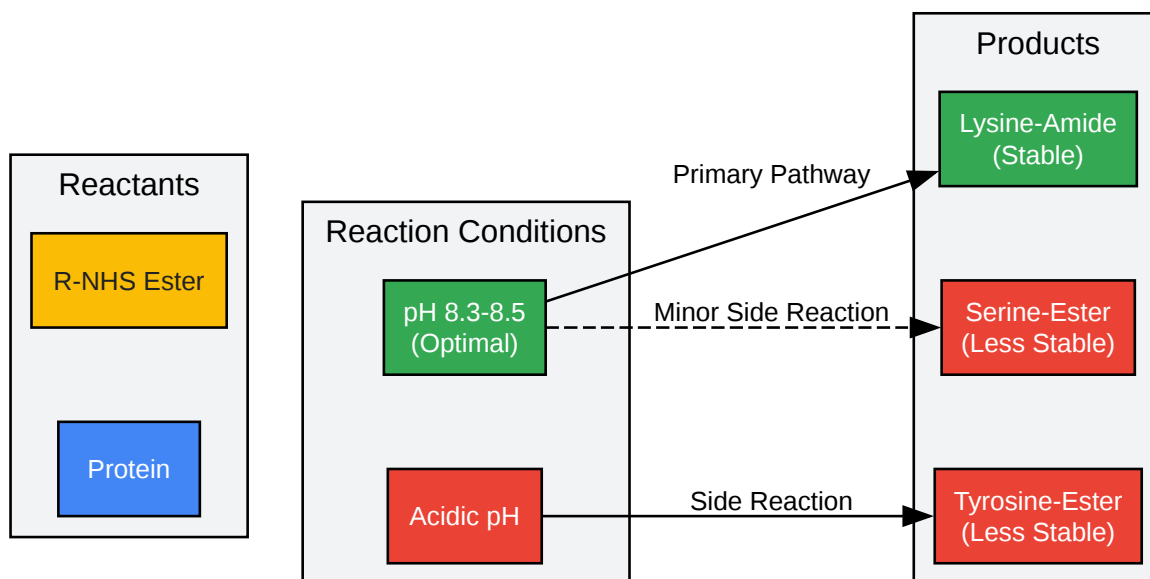 Reactants
R-NHS Ester
Protein
Reaction Conditions
pH 8.3-8.5
(Optimal)
Acidic pH
Primary Pathway
Minor Side Reaction
Side Reaction
Products
Lysine-Amide
(Stable)
Serine-Ester
(Less Stable)
Tyrosine-Ester
(Less Stable)